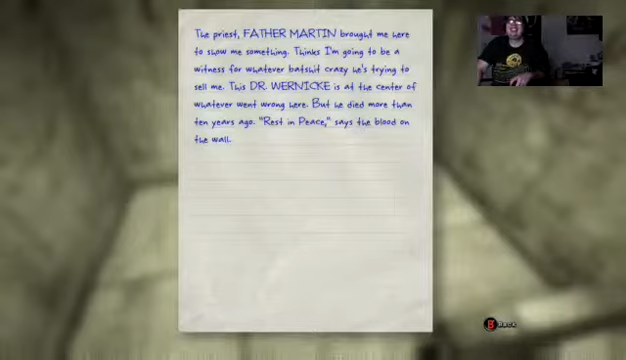 The priest, FATHER MARTIN brought me here
to show me something. Thinks I'm going to be a
witness for whatever batshit crazy he's trying to
sell me. This DR. WERNICKE is at the center of
whatever went wrong here. But he died more than
ten years ago. "Rest in Peace," says the blood on
the wall.
B Back